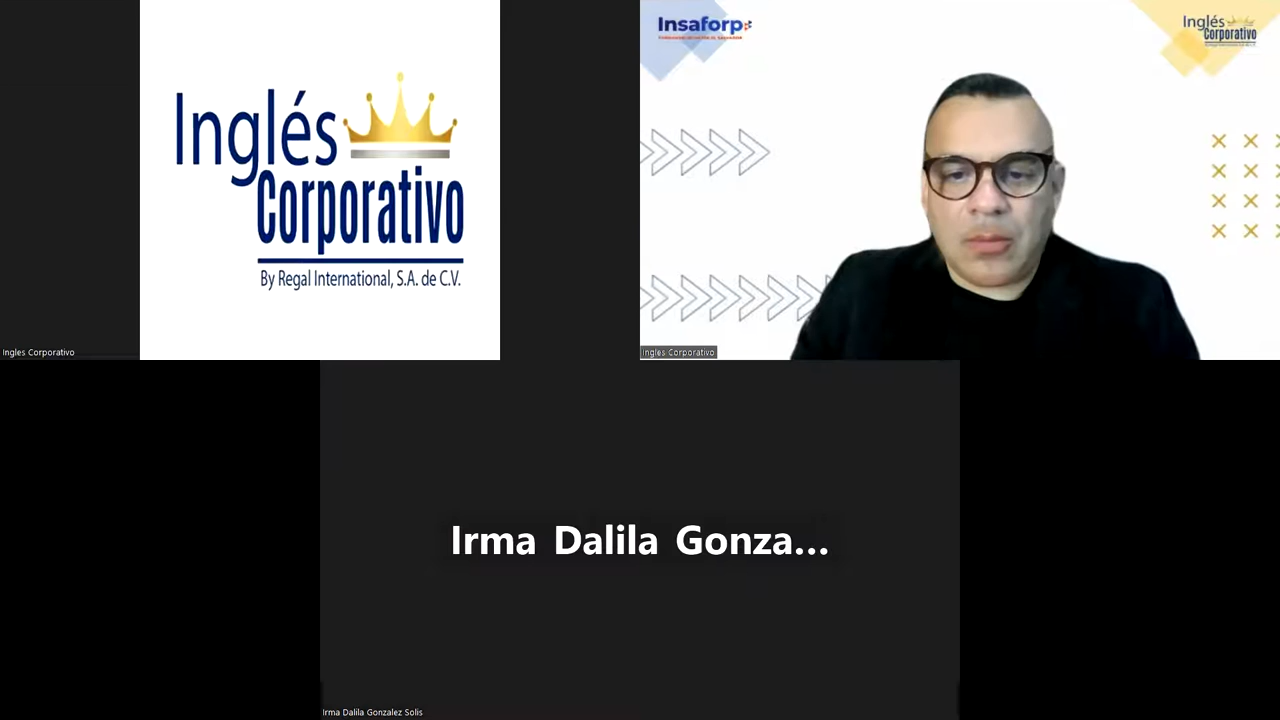 Inglés
Corporativo
By Regal International, S.A. de C.V.
Ingles Corporativo
Insaforp
Inglés
Corporativo
Ingles Corporativo
Irma Dalila Gonza...
Irma Dalila Gonzalez Solis